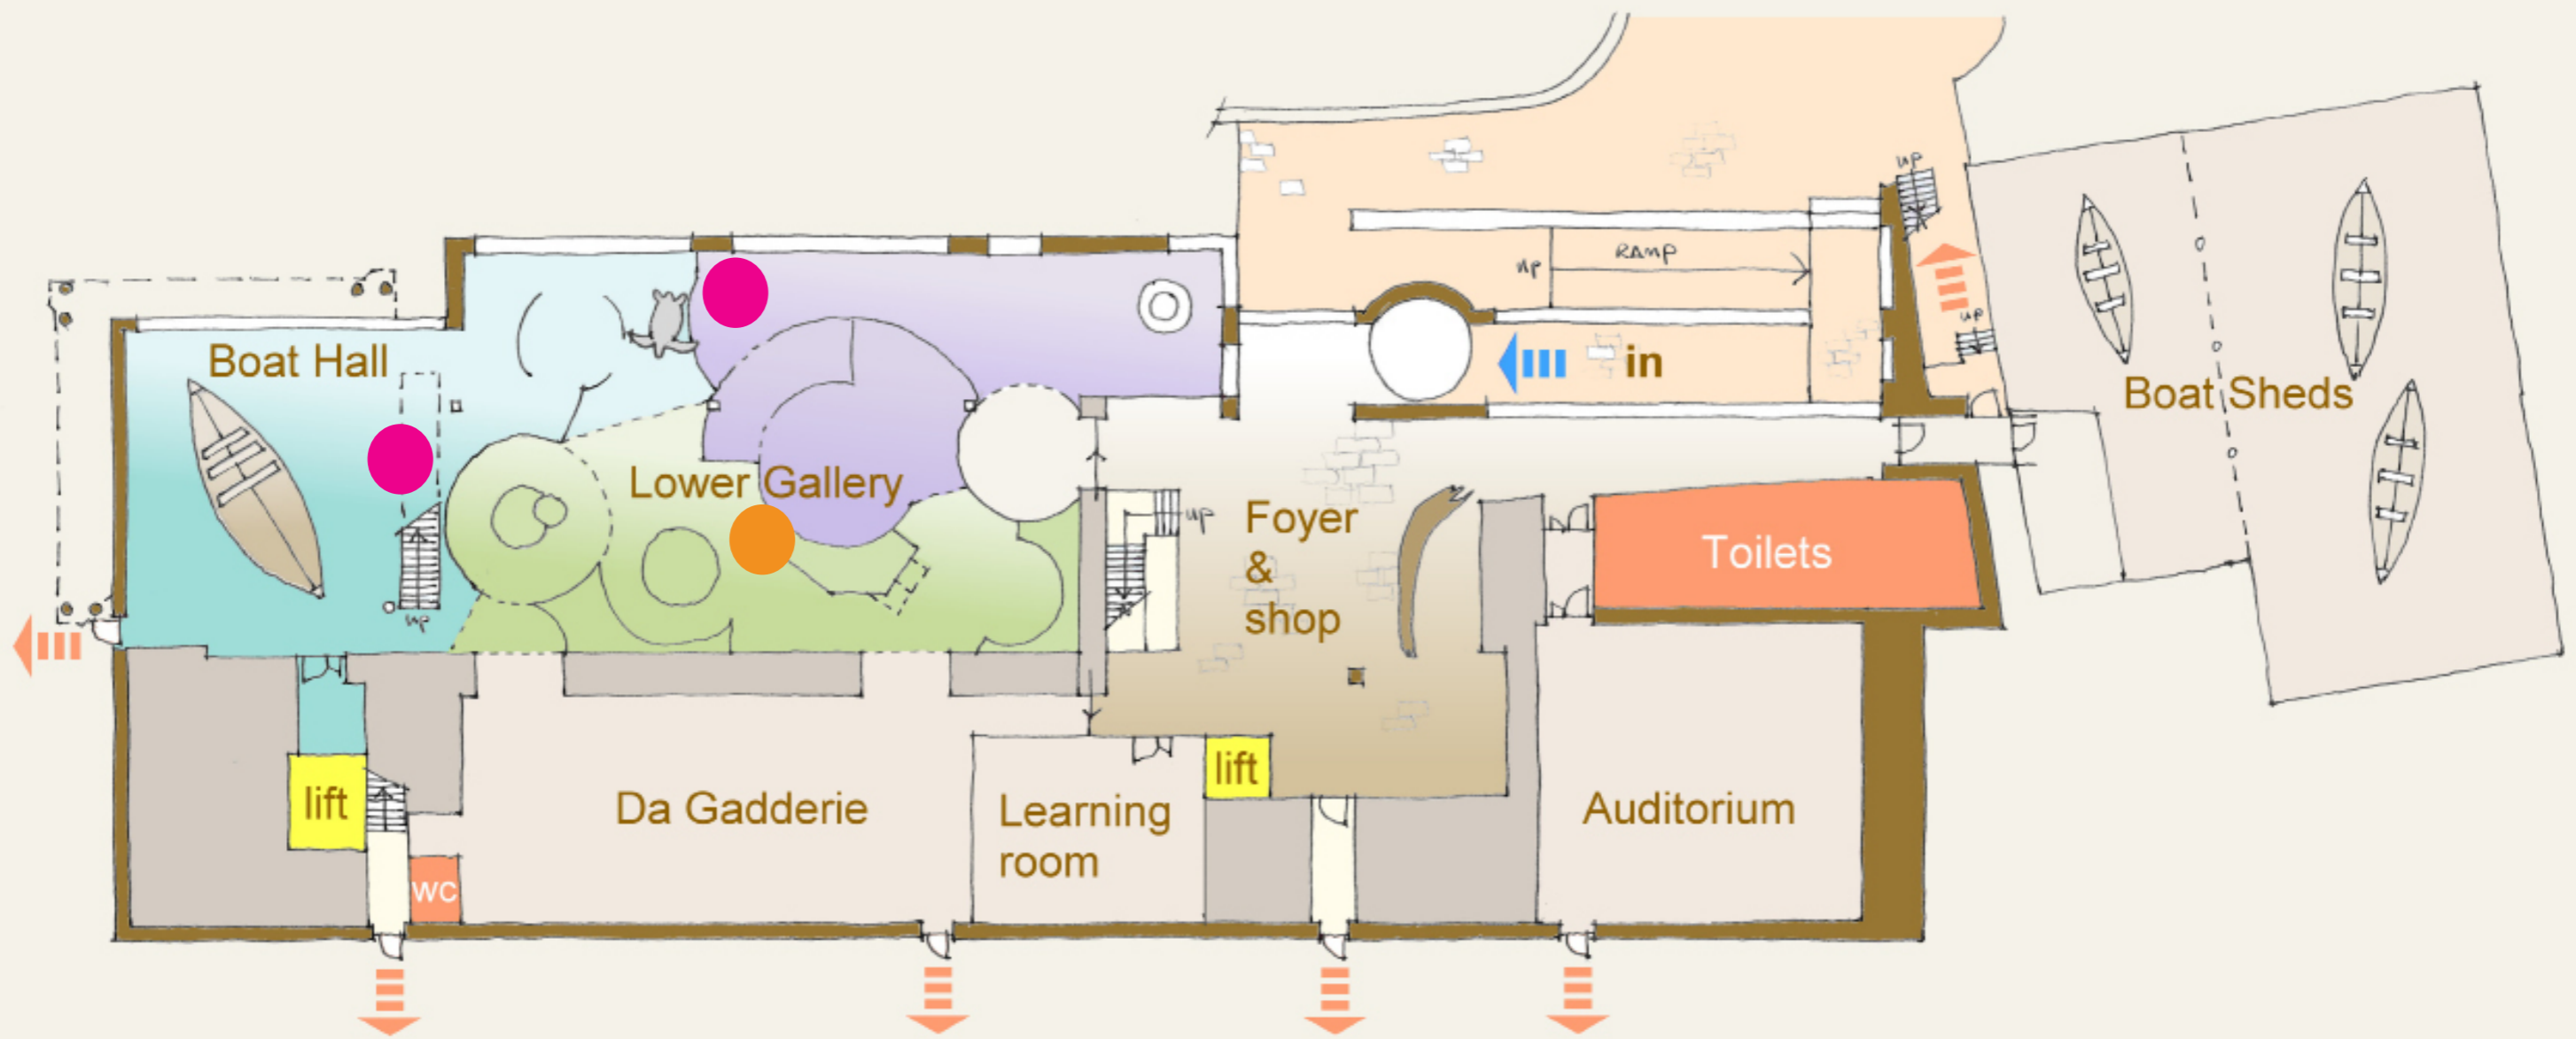 up
RAMP
up
up
Boat Hall
in
Boat Sheds
Lower Gallery
up
Foyer
&
shop
Toilets
up
lift
lift
Da Gadderie
Learning
room
Auditorium
wc